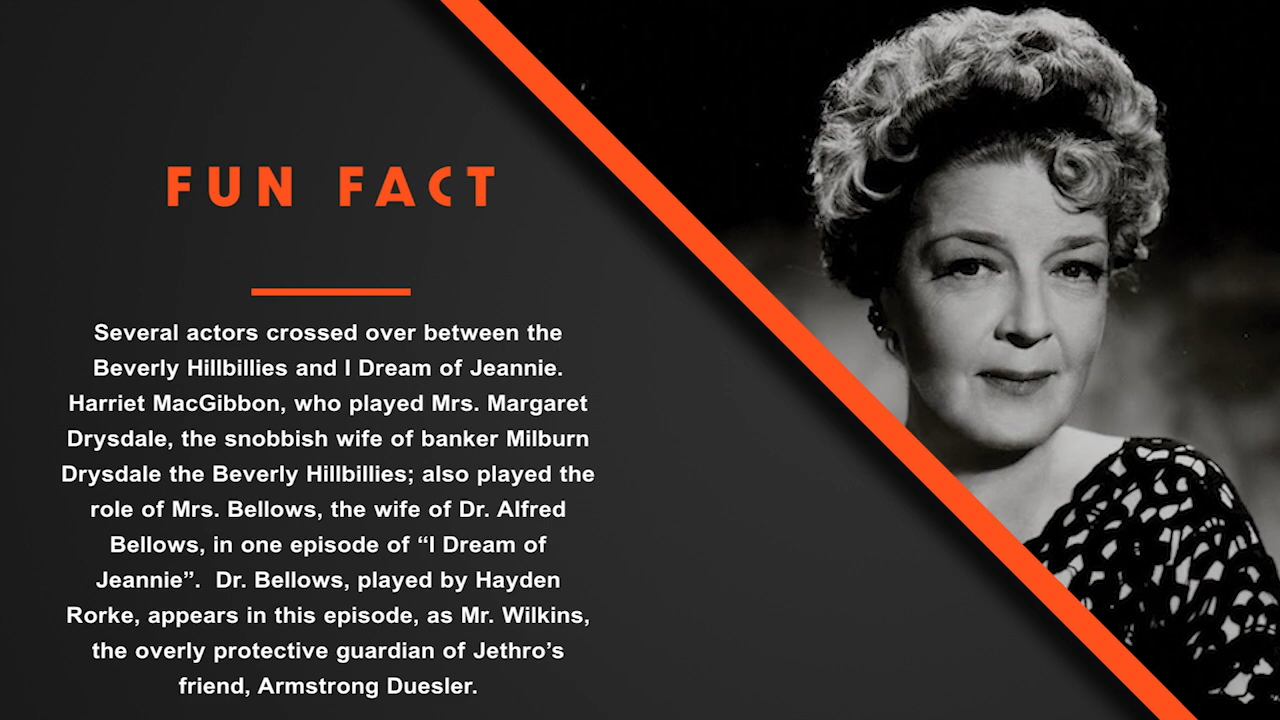 FUN FACT
Several actors crossed over between the
Beverly Hillbillies and I Dream of Jeannie.
Harriet MacGibbon, who played Mrs. Margaret
Drysdale, the snobbish wife of banker Milburn
Drysdale the Beverly Hillbillies; also played the
role of Mrs. Bellows, the wife of Dr. Alfred
Bellows, in one episode of “I Dream of
Jeannie”.  Dr. Bellows, played by Hayden
Rorke, appears in this episode, as Mr. Wilkins,
the overly protective guardian of Jethro’s
friend, Armstrong Duesler.